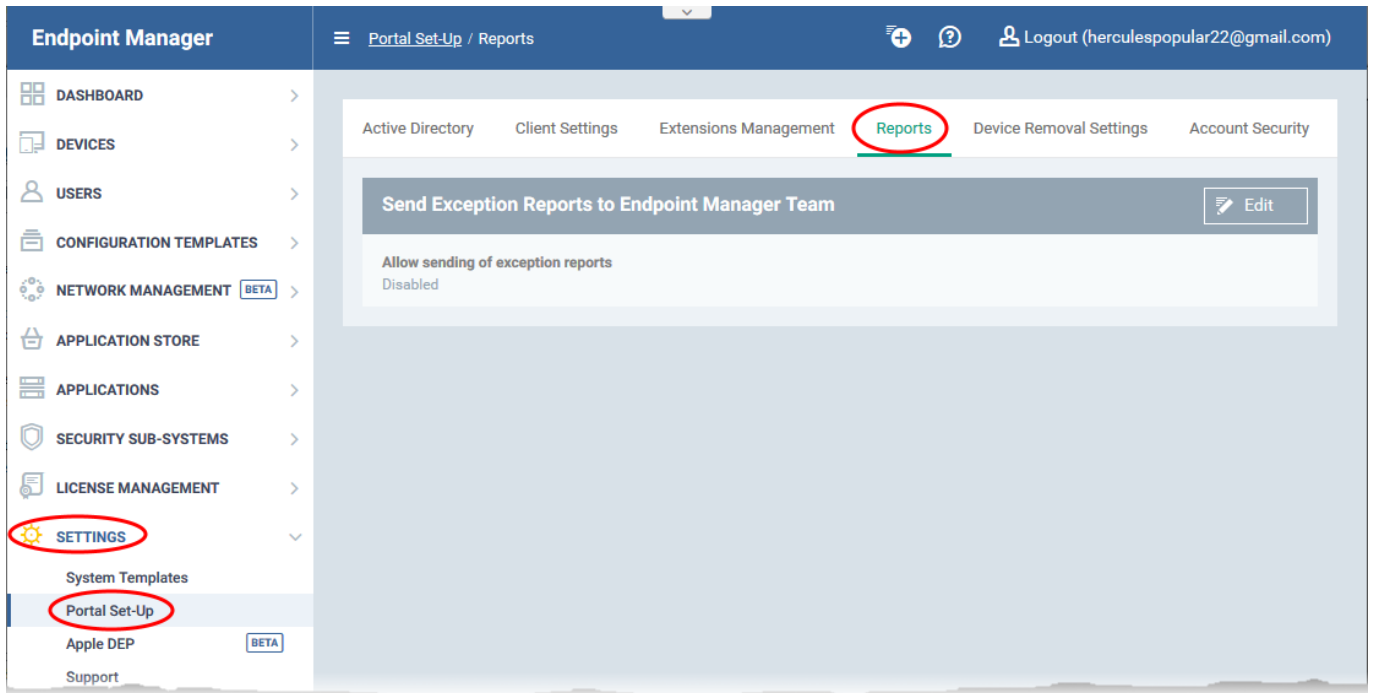 Endpoint Manager
Portal Set-Up / Reports
Logout (herculespopular22@gmail.com)
DASHBOARD
DEVICES
USERS
CONFIGURATION TEMPLATES
NETWORK MANAGEMENT BETA
APPLICATION STORE
APPLICATIONS
SECURITY SUB-SYSTEMS
LICENSE MANAGEMENT
SETTINGS
System Templates
Portal Set-Up
Apple DEP BETA
Support
Active Directory Client Settings Extensions Management Reports Device Removal Settings Account Security
Send Exception Reports to Endpoint Manager Team Edit
Allow sending of exception reports
Disabled